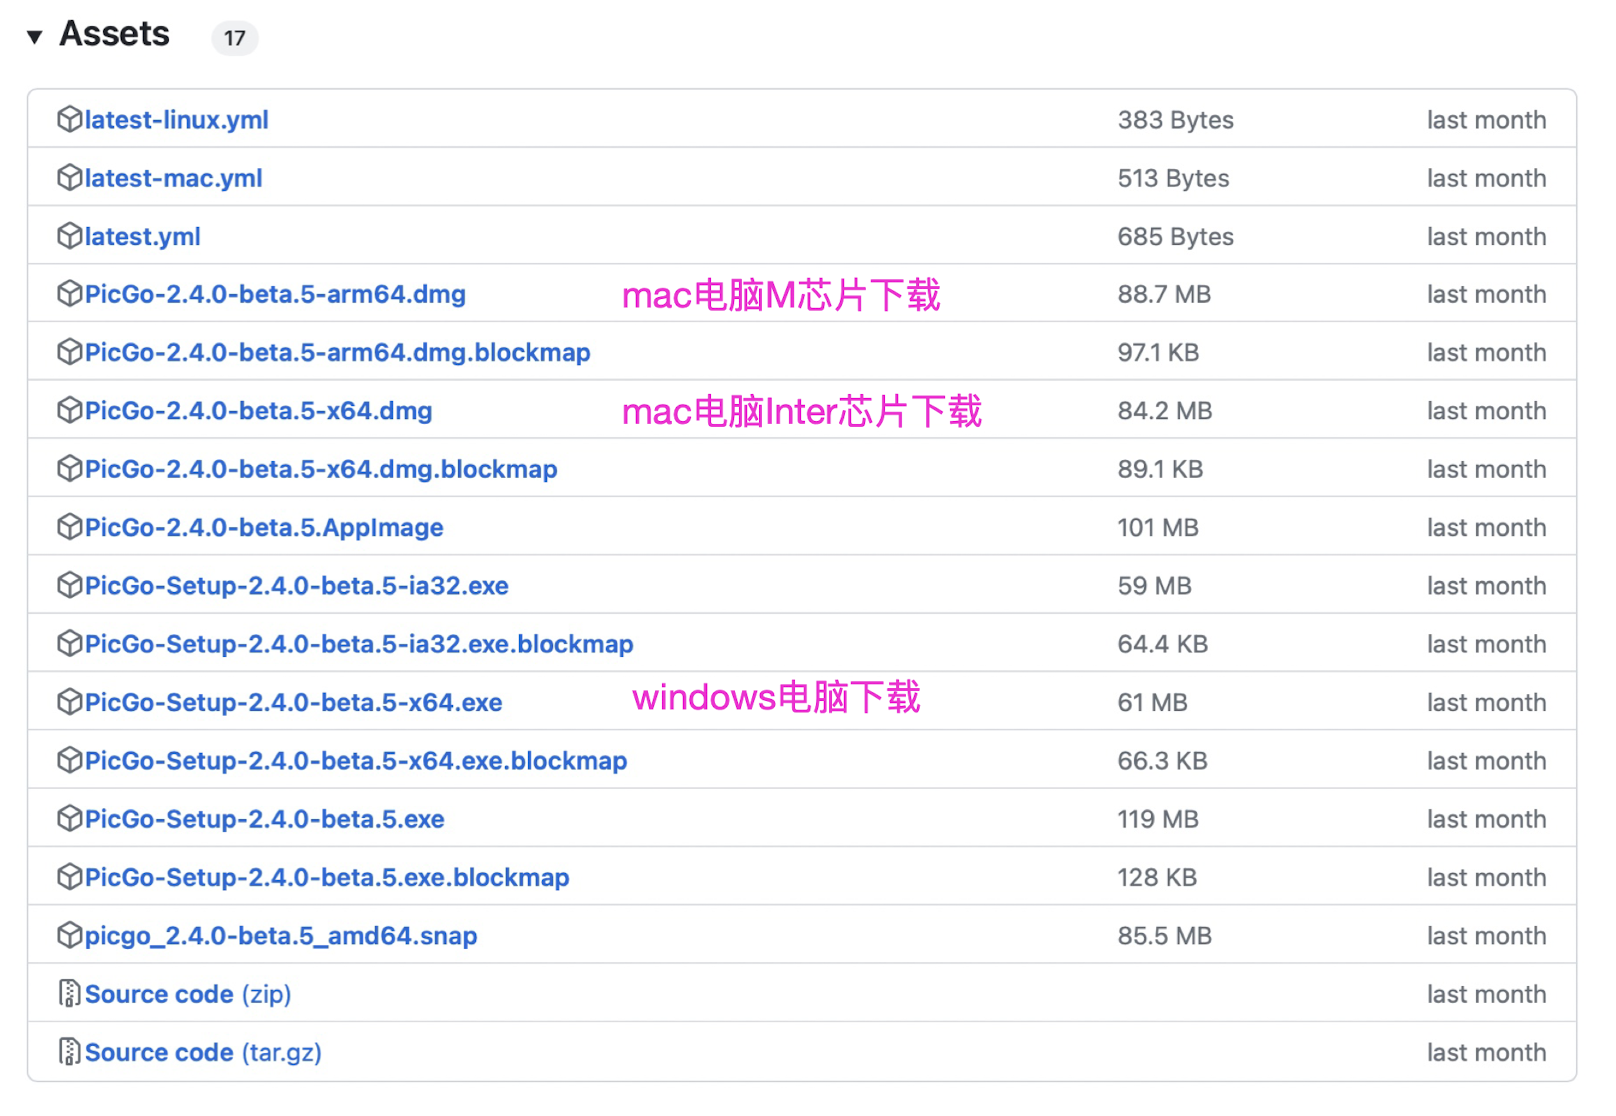 ▼ Assets 17
latest-linux.yml 383 Bytes last month
latest-mac.yml 513 Bytes last month
latest.yml 685 Bytes last month
PicGo-2.4.0-beta.5-arm64.dmg mac电脑M芯片下载 88.7 MB last month
PicGo-2.4.0-beta.5-arm64.dmg.blockmap 97.1 KB last month
PicGo-2.4.0-beta.5-x64.dmg mac电脑Inter芯片下载 84.2 MB last month
PicGo-2.4.0-beta.5-x64.dmg.blockmap 89.1 KB last month
PicGo-2.4.0-beta.5.AppImage 101 MB last month
PicGo-Setup-2.4.0-beta.5-ia32.exe 59 MB last month
PicGo-Setup-2.4.0-beta.5-ia32.exe.blockmap 64.4 KB last month
PicGo-Setup-2.4.0-beta.5-x64.exe windows电脑下载 61 MB last month
PicGo-Setup-2.4.0-beta.5-x64.exe.blockmap 66.3 KB last month
PicGo-Setup-2.4.0-beta.5.exe 119 MB last month
PicGo-Setup-2.4.0-beta.5.exe.blockmap 128 KB last month
picgo_2.4.0-beta.5_amd64.snap 85.5 MB last month
Source code (zip) last month
Source code (tar.gz) last month